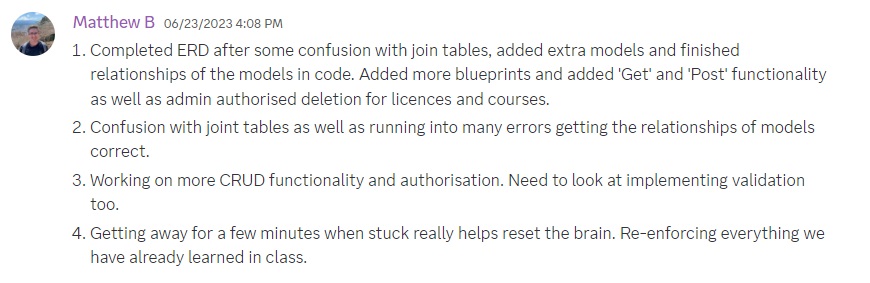 Matthew B 06/23/2023 4:08 PM
1. Completed ERD after some confusion with join tables, added extra models and finished
relationships of the models in code. Added more blueprints and added 'Get' and 'Post' functionality
as well as admin authorised deletion for licences and courses.
2. Confusion with joint tables as well as running into many errors getting the relationships of models
correct.
3. Working on more CRUD functionality and authorisation. Need to look at implementing validation
too.
4. Getting away for a few minutes when stuck really helps reset the brain. Re-enforcing everything we
have already learned in class.